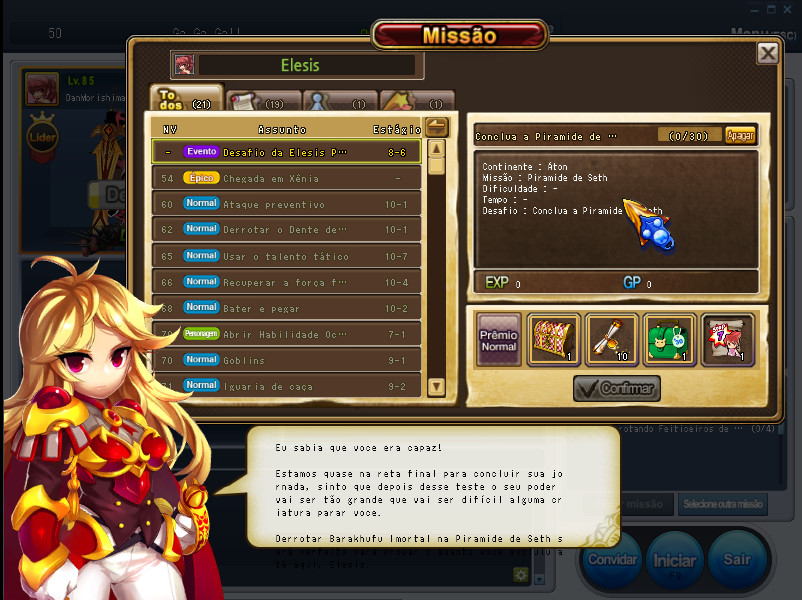 50
Missão
Menu(ESC)
Elesis
Lv.85
DanMorishima
Líder
Todos (21)
(19)
(1)
(1)
NV Assunto Estágio
- Evento Desafio da Elesis P… 8-6
54 Épico Chegada em Xênia -
60 Normal Ataque preventivo 10-1
62 Normal Derrotar o Dente de… 10-1
65 Normal Usar o talento tático 10-7
66 Normal Recuperar a força f… 10-4
68 Normal Bater e pegar 10-2
70 Personagem Abrir Habilidade Oc… 7-1
70 Normal Goblins 9-1
71 Normal Iguaria de caça 9-2
Conclua a Piramide de … (0/30) Apagar
Continente : Aton
Missão : Piramide de Seth
Dificuldade : -
Tempo : -
Desafio : Conclua a Piramide
EXP 0 GP 0
Prêmio Normal
1
10
1
1
Confirmar
rotando Feiticeiros de … (0/4)
missão
Selecione outra missão
Eu sabia que voce era capaz!
Estamos quase na reta final para concluir sua jo
rnada, sinto que depois desse teste o seu poder
vai ser tão grande que vai ser difícil alguma cr
iatura parar voce.
Derrotar Barakhufu Imortal na Piramide de Seth s
Convidar
Iniciar
Sair